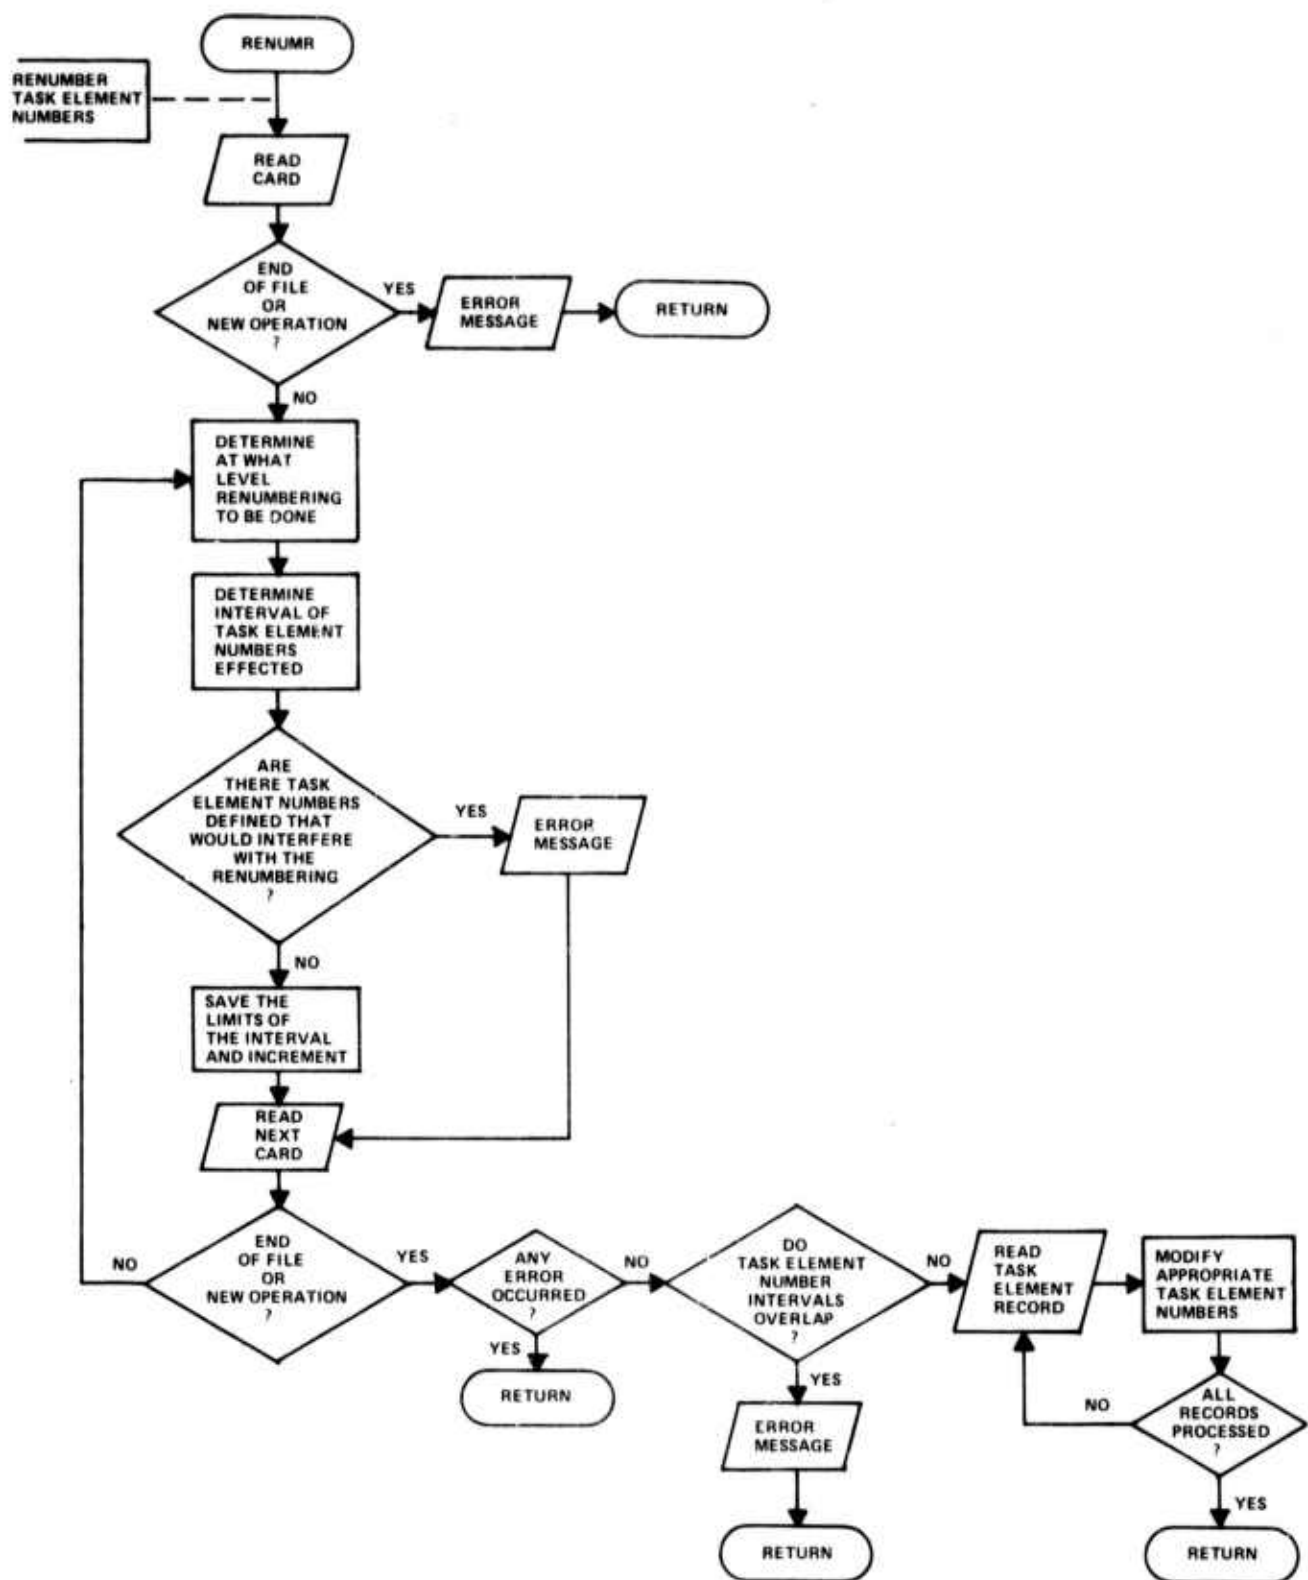 RENUMR
RENUMBER
TASK ELEMENT
NUMBERS
READ
CARD
END
OF FILE
OR
NEW OPERATION
?
YES
ERROR
MESSAGE
RETURN
NO
DETERMINE
AT WHAT
LEVEL
RENUMBERING
TO BE DONE
DETERMINE
INTERVAL OF
TASK ELEMENT
NUMBERS
EFFECTED
ARE
THERE TASK
ELEMENT NUMBERS
DEFINED THAT
WOULD INTERFERE
WITH THE
RENUMBERING
?
YES
ERROR
MESSAGE
NO
SAVE THE
LIMITS OF
THE INTERVAL
AND INCREMENT
READ
NEXT
CARD
NO
END
OF FILE
OR
NEW OPERATION
?
YES
ANY
ERROR
OCCURRED
?
NO
YES
RETURN
DO
TASK ELEMENT
NUMBER
INTERVALS
OVERLAP
?
NO
YES
ERROR
MESSAGE
RETURN
READ
TASK
ELEMENT
RECORD
MODIFY
APPROPRIATE
TASK ELEMENT
NUMBERS
NO
ALL
RECORDS
PROCESSED
?
YES
RETURN